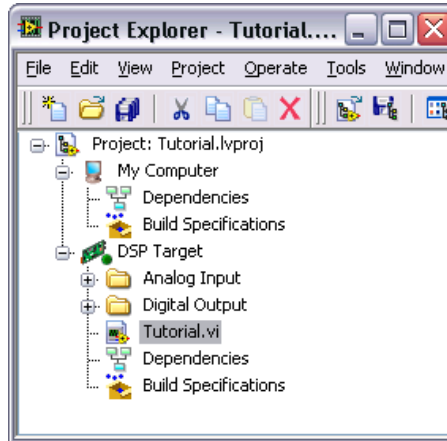 Project Explorer - Tutorial....
File Edit View Project Operate Tools Window
Project: Tutorial.lvproj
My Computer
Dependencies
Build Specifications
DSP Target
Analog Input
Digital Output
Tutorial.vi
Dependencies
Build Specifications